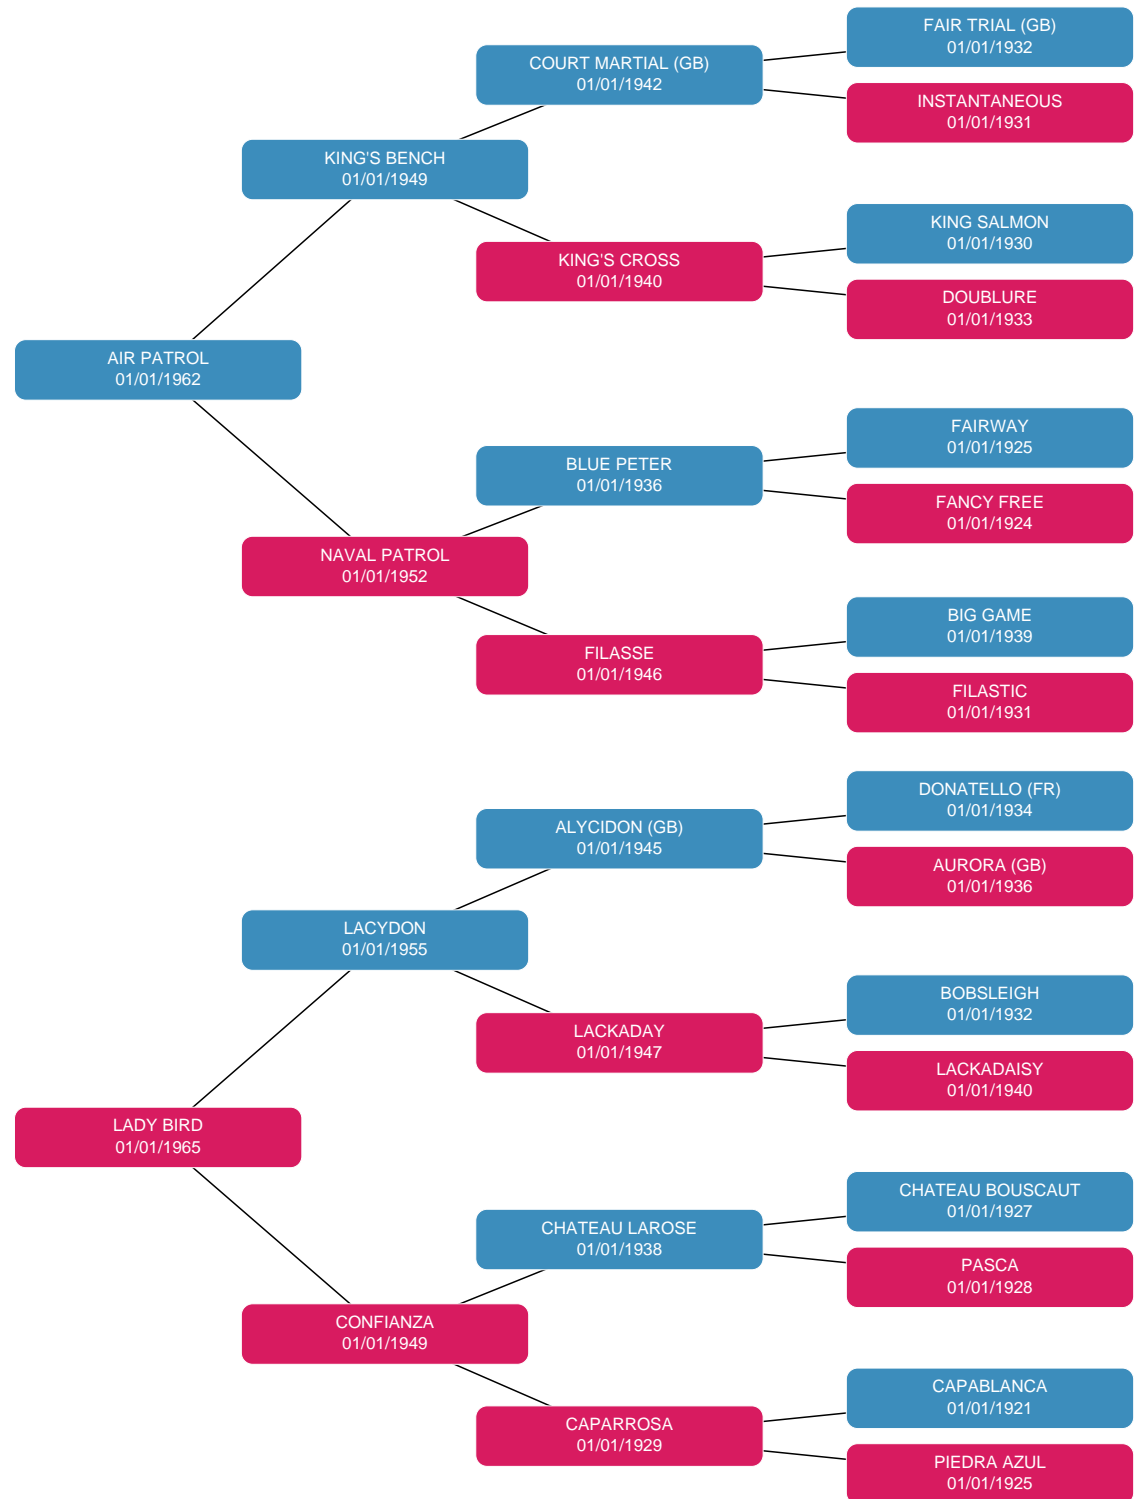 FAIR TRIAL (GB)
01/01/1932
COURT MARTIAL (GB)
01/01/1942
INSTANTANEOUS
01/01/1931
KING'S BENCH
01/01/1949
KING SALMON
01/01/1930
KING'S CROSS
01/01/1940
DOUBLURE
01/01/1933
AIR PATROL
01/01/1962
FAIRWAY
01/01/1925
BLUE PETER
01/01/1936
FANCY FREE
01/01/1924
NAVAL PATROL
01/01/1952
BIG GAME
01/01/1939
FILASSE
01/01/1946
FILASTIC
01/01/1931
DONATELLO (FR)
01/01/1934
ALYCIDON (GB)
01/01/1945
AURORA (GB)
01/01/1936
LACYDON
01/01/1955
BOBSLEIGH
01/01/1932
LACKADAY
01/01/1947
LACKADAISY
01/01/1940
LADY BIRD
01/01/1965
CHATEAU BOUSCAUT
01/01/1927
CHATEAU LAROSE
01/01/1938
PASCA
01/01/1928
CONFIANZA
01/01/1949
CAPABLANCA
01/01/1921
CAPARROSA
01/01/1929
PIEDRA AZUL
01/01/1925